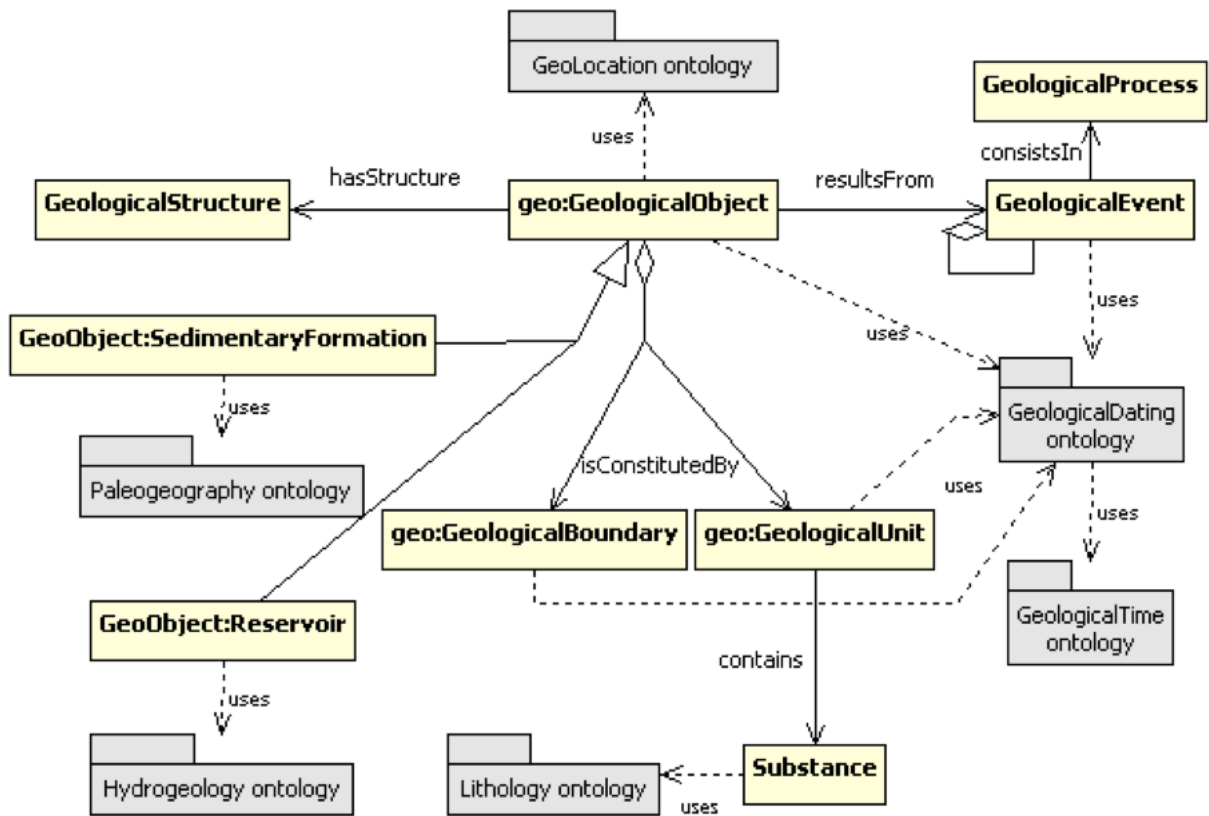 GeoLocation ontology
GeologicalProcess
uses
consistsIn
hasStructure
resultsFrom
GeologicalStructure
geo:GeologicalObject
GeologicalEvent
uses
GeoObject:SedimentaryFormation
uses
uses
GeologicalDating
ontology
Paleogeography ontology
isConstitutedBy
uses
geo:GeologicalBoundary
geo:GeologicalUnit
uses
GeoObject:Reservoir
GeologicalTime
ontology
contains
uses
Hydrogeology ontology
Lithology ontology
Substance
uses